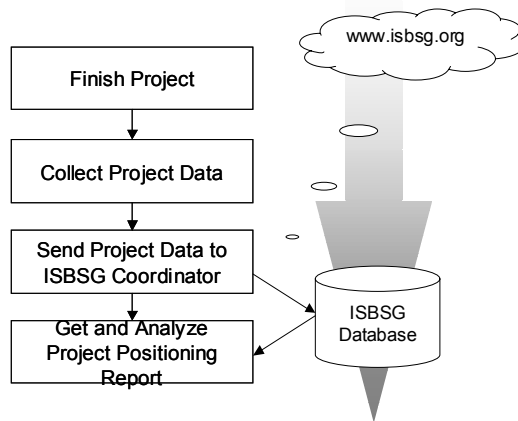 www.isbsg.org
Finish Project
Collect Project Data
Send Project Data to
ISBSG Coordinator
ISBSG
Database
Get and Analyze
Project Positioning
Report